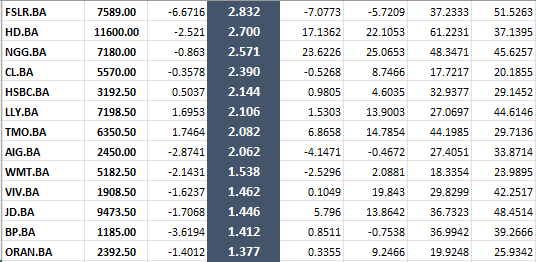 FSLR.BA 7589.00 -6.6716 2.832 -7.0773 -5.7209 37.2333 51.5263
HD.BA 11600.00 -2.521 2.700 17.1362 22.1053 61.2231 37.1395
NGG.BA 7180.00 -0.863 2.571 23.6226 25.0653 48.3471 45.6257
CL.BA 5570.00 -0.3578 2.390 -0.5268 8.7466 17.7217 20.1855
HSBC.BA 3192.50 0.5037 2.144 0.9805 4.6035 32.9377 29.1452
LLY.BA 7198.50 1.6953 2.106 1.5303 13.9003 27.0697 44.6146
TMO.BA 6350.50 1.7464 2.082 6.8658 14.7854 44.1985 29.7136
AIG.BA 2450.00 -2.8741 2.062 -4.1471 -0.4672 27.4051 33.8714
WMT.BA 5182.50 -2.1431 1.538 -2.5296 2.0881 18.3354 23.9895
VIV.BA 1908.50 -1.6237 1.462 0.1049 19.843 29.8299 42.2517
JD.BA 9473.50 -1.7068 1.446 5.796 13.8642 36.7323 48.4514
BP.BA 1185.00 -3.6194 1.412 0.8511 -0.7538 36.9942 39.2666
ORAN.BA 2392.50 -1.4012 1.377 0.3355 9.2466 19.9248 25.9342